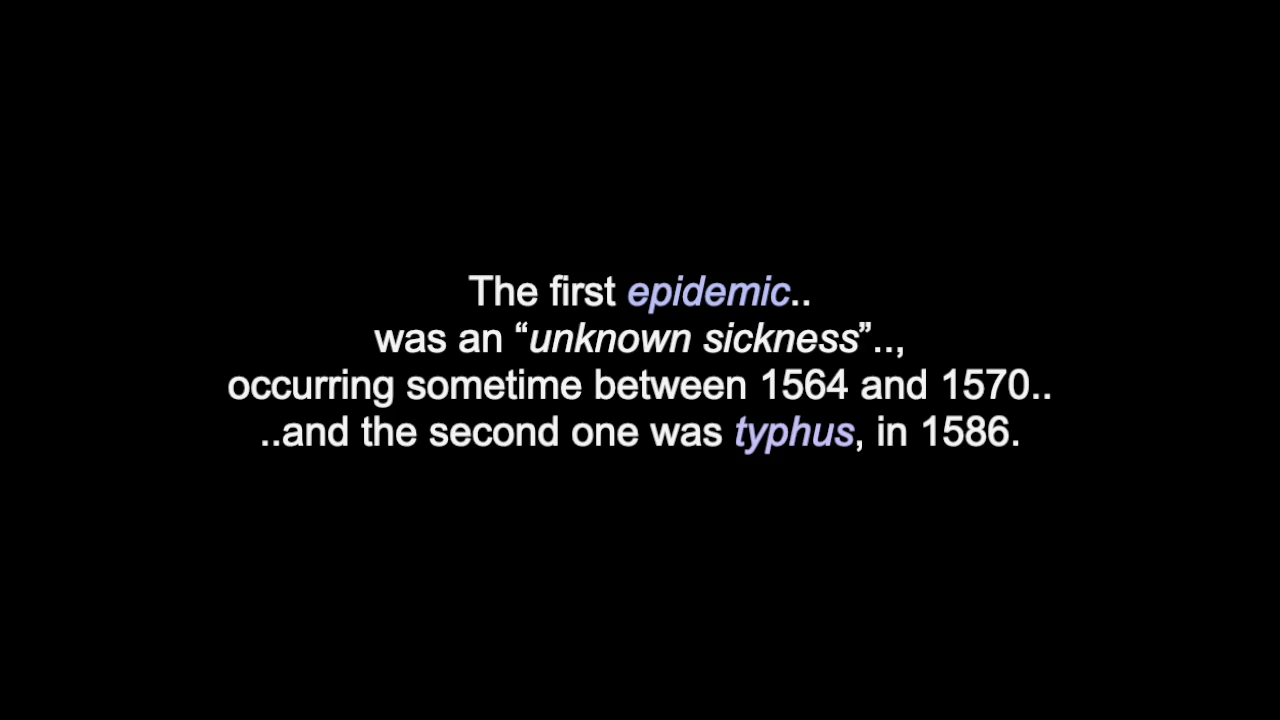 The first epidemic..
was an “unknown sickness”..,
occurring sometime between 1564 and 1570..
..and the second one was typhus, in 1586.